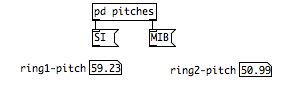 pd pitches
SI MIB
ring1-pitch 59.23 ring2-pitch 50.99